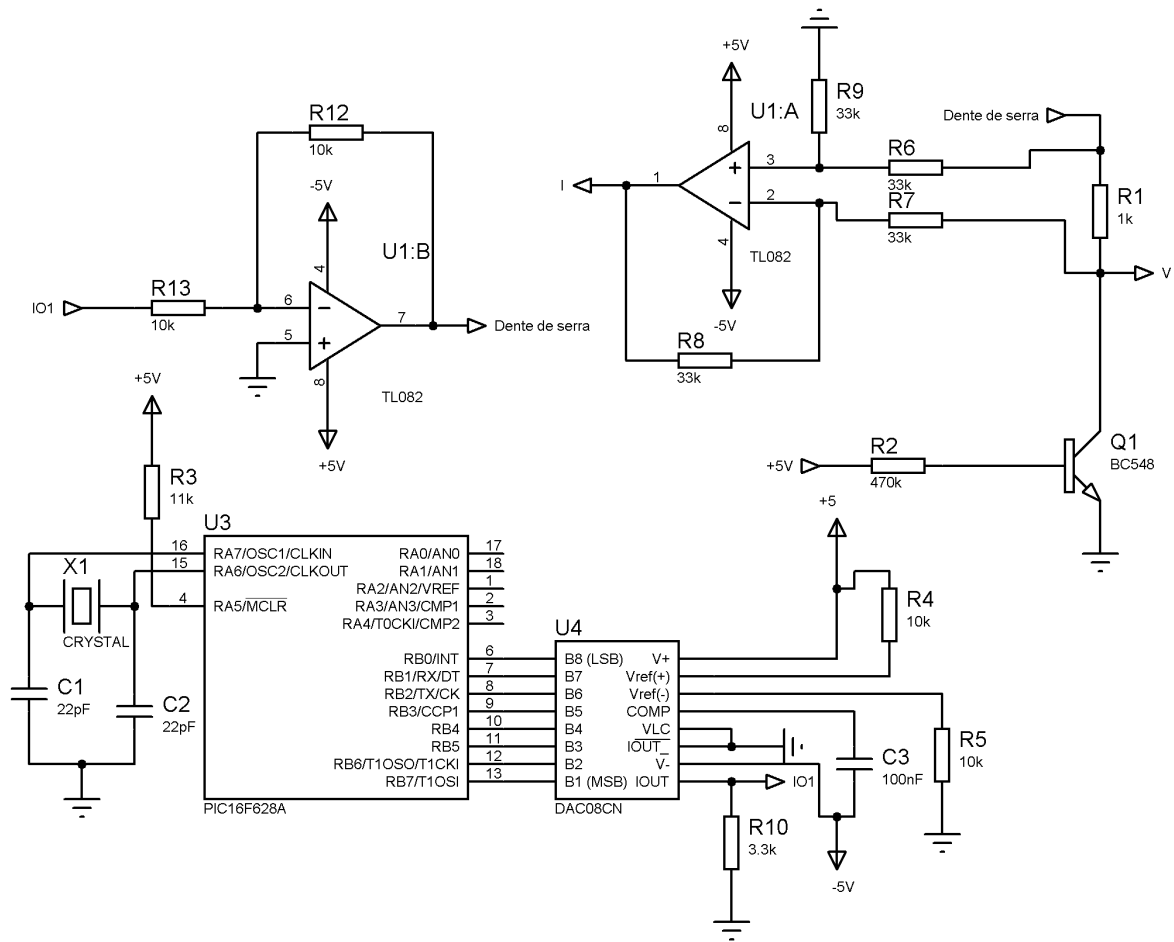 R12
10k
-5V
4
U1:B
IO1
R13
10k
6
5
7
Dente de serra
8
TL082
+5V
+5V
8
U1:A
R9
33k
Dente de serra
3
R6
33k
I
1
2
R7
33k
R1
1k
V
4
TL082
-5V
R8
33k
+5V
R2
470k
Q1
BC548
+5V
R3
11k
X1
CRYSTAL
C1
22pF
C2
22pF
U3
16
RA7/OSC1/CLKIN
RA0/AN0
17
15
RA6/OSC2/CLKOUT
RA1/AN1
18
RA2/AN2/VREF
1
4
RA5/MCLR
RA3/AN3/CMP1
2
RA4/T0CKI/CMP2
3
RB0/INT
6
RB1/RX/DT
7
RB2/TX/CK
8
RB3/CCP1
9
RB4
10
RB5
11
RB6/T1OSO/T1CKI
12
RB7/T1OSI
13
PIC16F628A
U4
B8 (LSB)
V+
B7
Vref(+)
B6
Vref(-)
B5
COMP
B4
VLC
B3
IOUT
B2
V-
B1 (MSB)
IOUT
DAC08CN
+5
R4
10k
R5
10k
C3
100nF
IO1
R10
3.3k
-5V